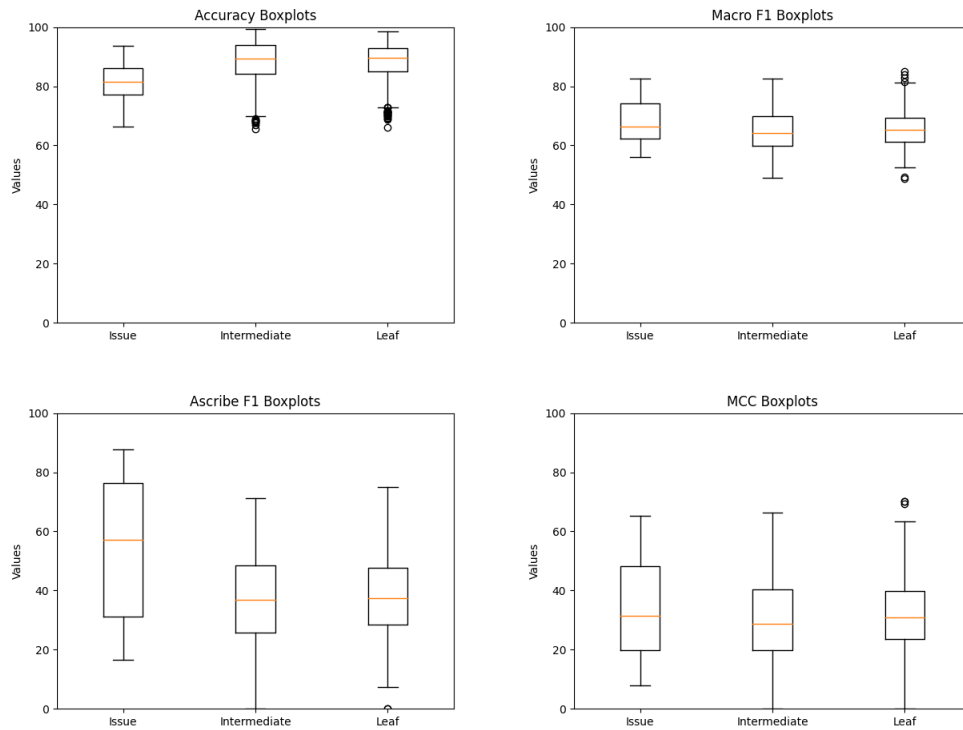 Accuracy Boxplots
100
80
60
40
20
0
Values
Issue
Intermediate
Leaf
Macro F1 Boxplots
100
80
60
40
20
0
Values
Issue
Intermediate
Leaf
Ascribe F1 Boxplots
100
80
60
40
20
0
Values
Issue
Intermediate
Leaf
MCC Boxplots
100
80
60
40
20
0
Values
Issue
Intermediate
Leaf